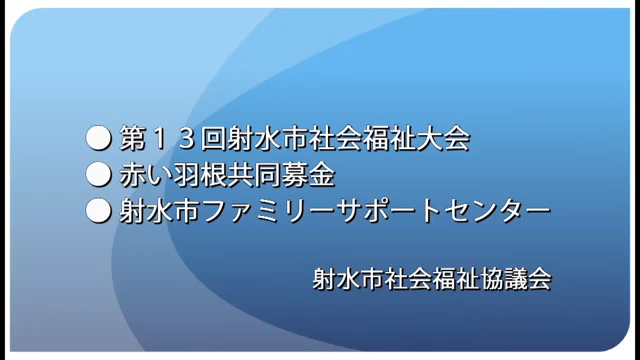 ● 第１３回射水市社会福祉大会
● 赤い羽根共同募金
● 射水市ファミリーサポートセンター
射水市社会福祉協議会